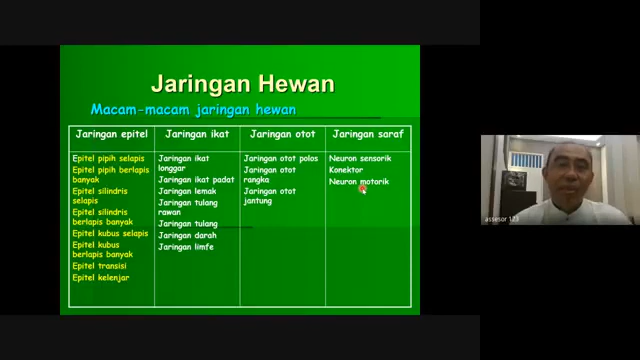 Jaringan Hewan
Macam-macam jaringan hewan
Jaringan epitel
Epitel pipih selapis
Epitel pipih berlapis
banyak
Epitel silindris
selapis
Epitel silindris
berlapis banyak
Epitel kubus selapis
Epitel kubus
berlapis banyak
Epitel transisi
Epitel kelenjar
Jaringan ikat
Jaringan ikat
longgar
Jaringan ikat padat
Jaringan lemak
Jaringan tulang
rawan
Jaringan tulang
Jaringan darah
Jaringan limfe
Jaringan otot
Jaringan otot polos
Jaringan otot
rangka
Jaringan otot
jantung
Jaringan saraf
Neuron sensorik
Konektor
Neuron motorik
assesor 123